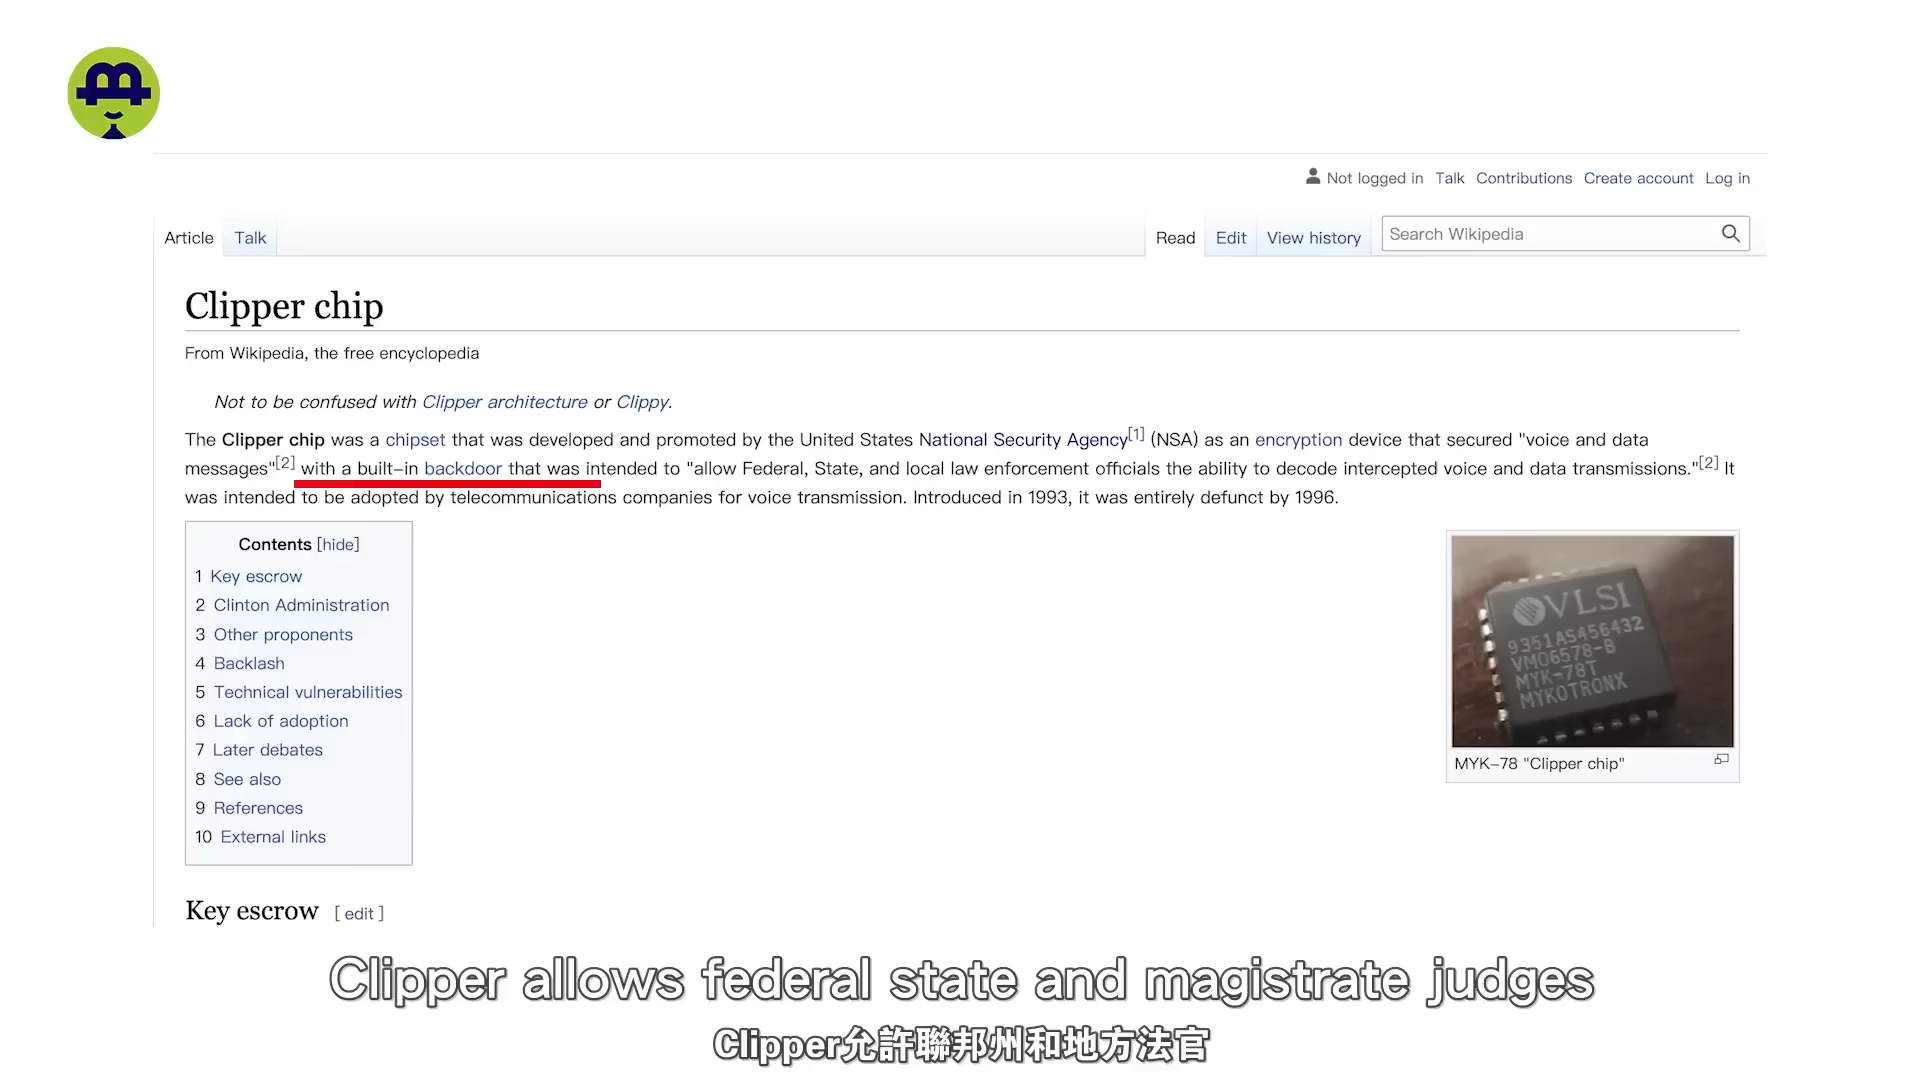 Not logged in Talk Contributions Create account Log in
Article Talk Read Edit View history Search Wikipedia
Clipper chip
From Wikipedia, the free encyclopedia
Not to be confused with Clipper architecture or Clippy.
The Clipper chip was a chipset that was developed and promoted by the United States National Security Agency[1] (NSA) as an encryption device that secured "voice and data
messages"[2] with a built-in backdoor that was intended to "allow Federal, State, and local law enforcement officials the ability to decode intercepted voice and data transmissions."[2] It
was intended to be adopted by telecommunications companies for voice transmission. Introduced in 1993, it was entirely defunct by 1996.
Contents [hide]
1 Key escrow
2 Clinton Administration
3 Other proponents
4 Backlash
5 Technical vulnerabilities
6 Lack of adoption
7 Later debates
8 See also
9 References
10 External links
VLSI
9351AS456432
VM06578-B
MYK-78T
MYKOTRONX
MYK-78 "Clipper chip"
Key escrow [ edit ]
Clipper allows federal state and magistrate judges
Clipper允許聯邦州和地方法官